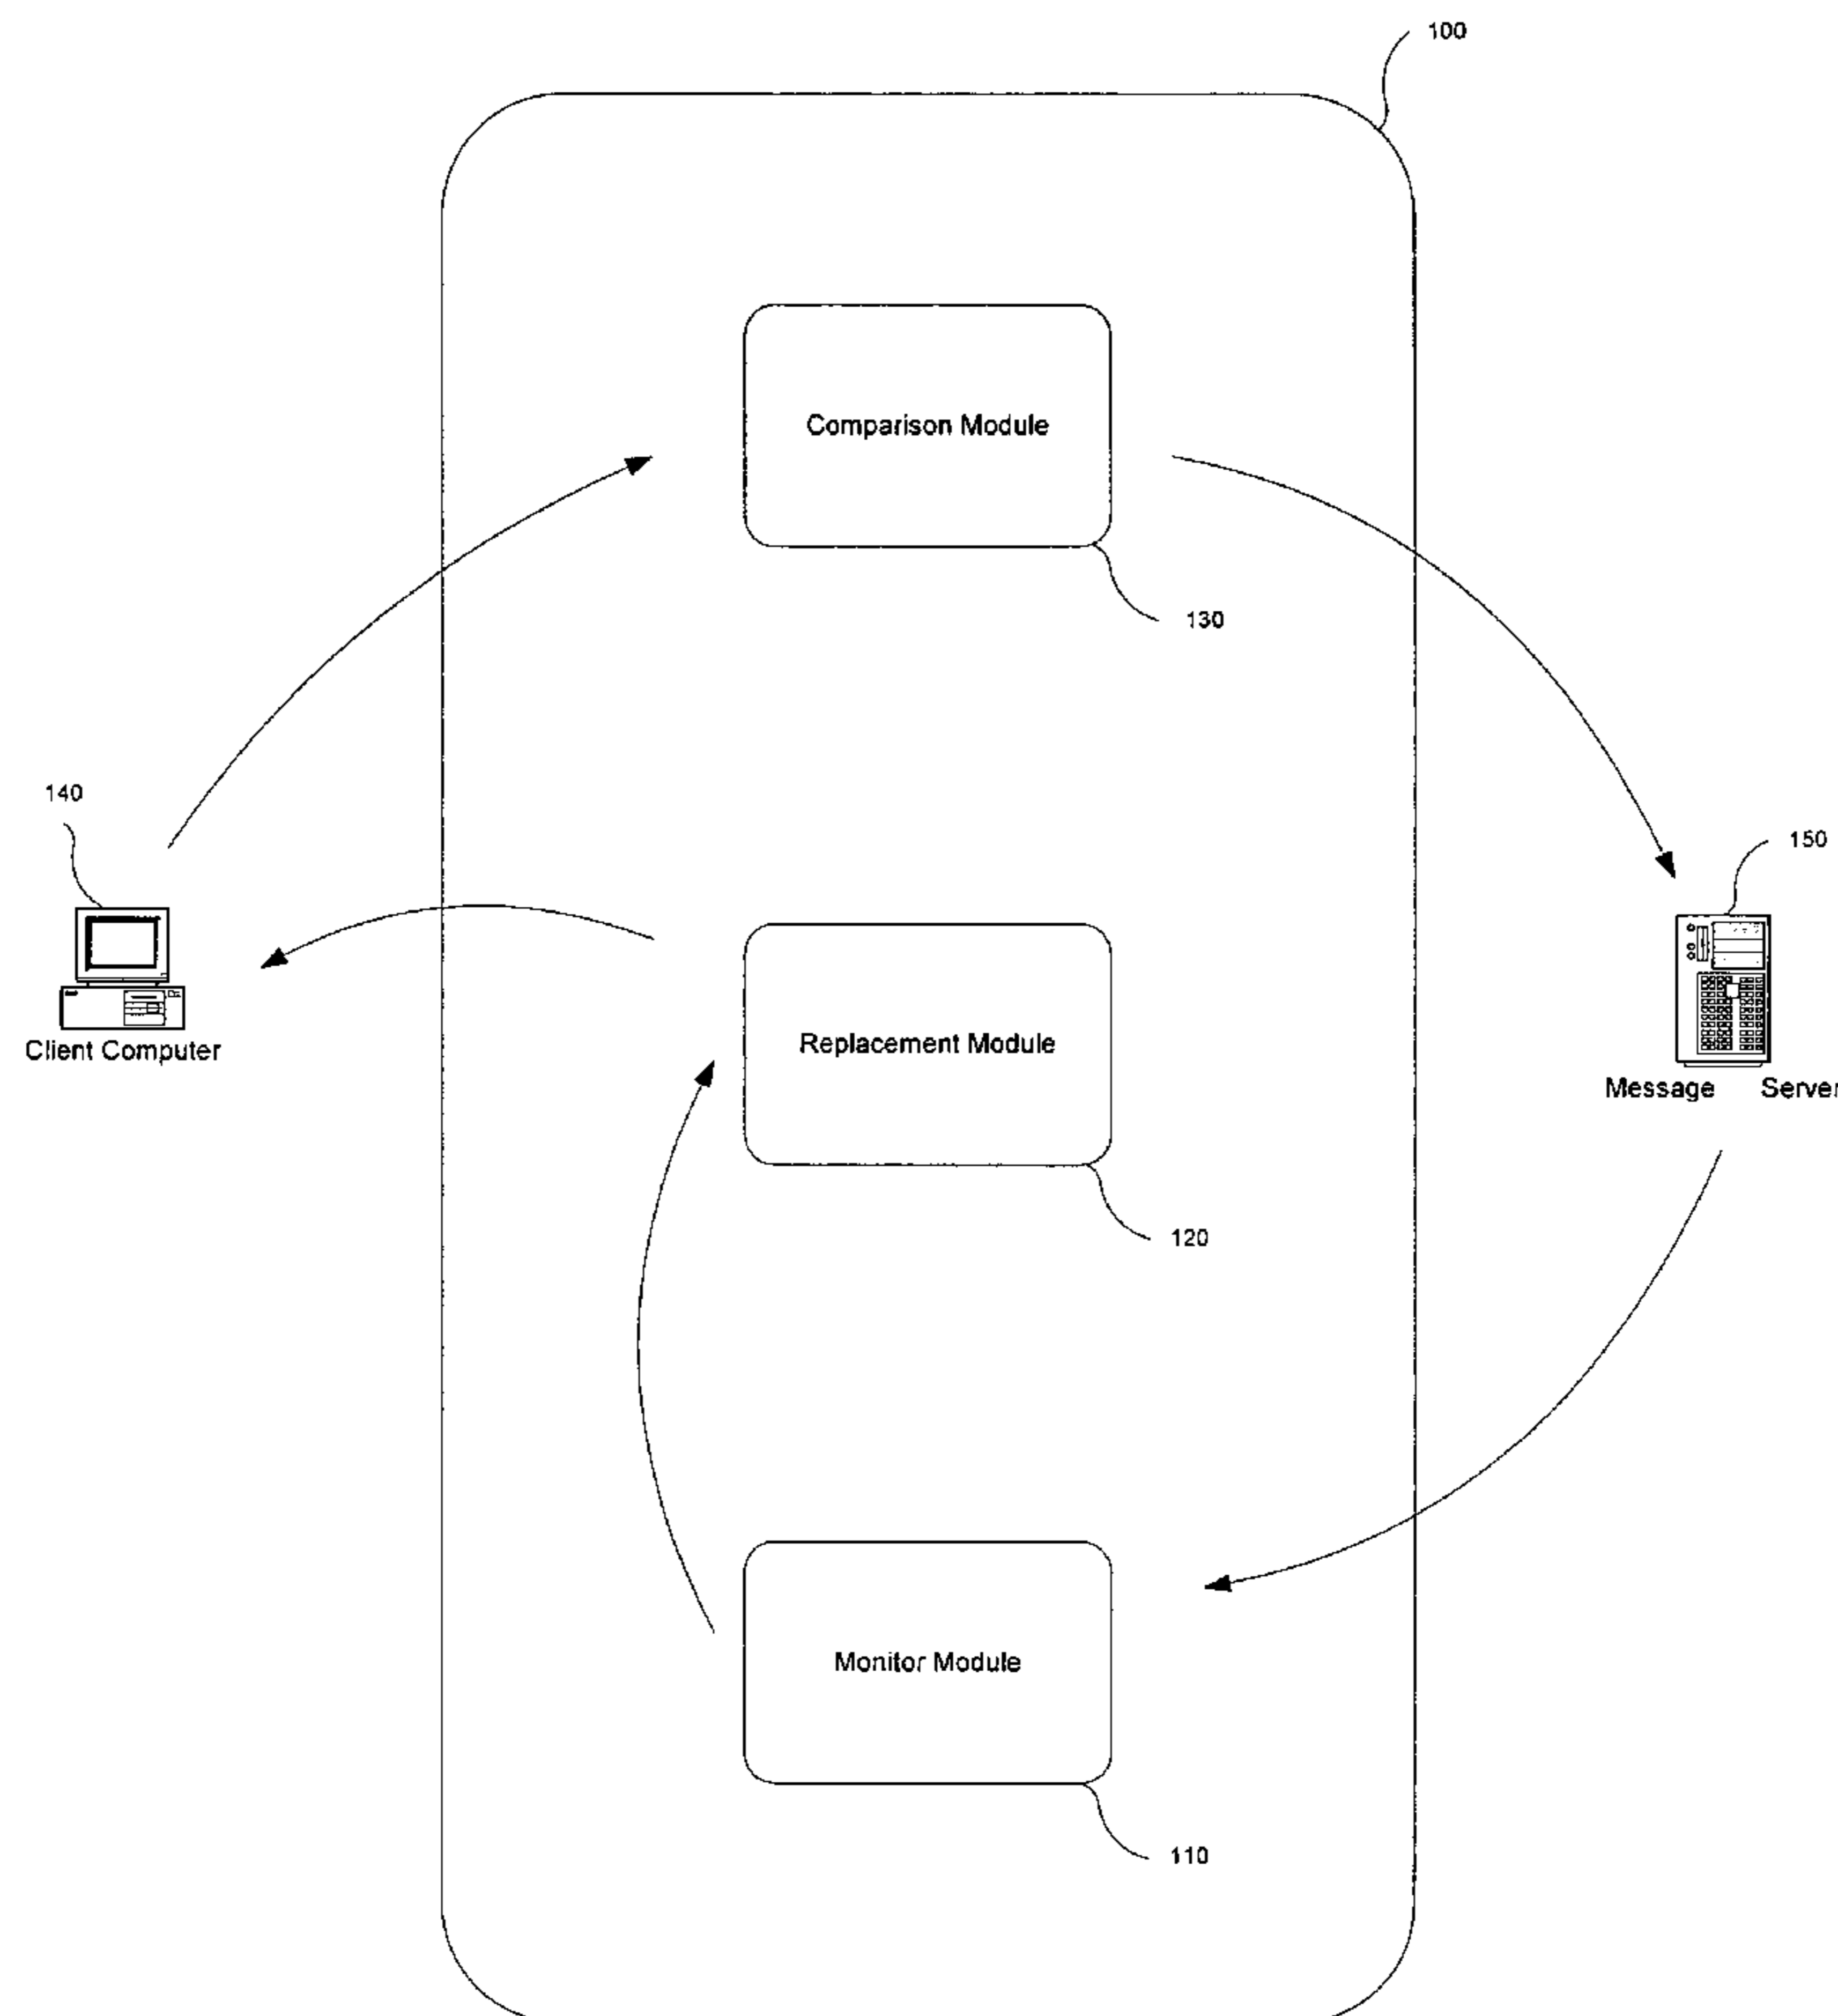 100
Comparison Module
130
140
150
Client Computer
Replacement Module
Message Server
120
Monitor Module
110